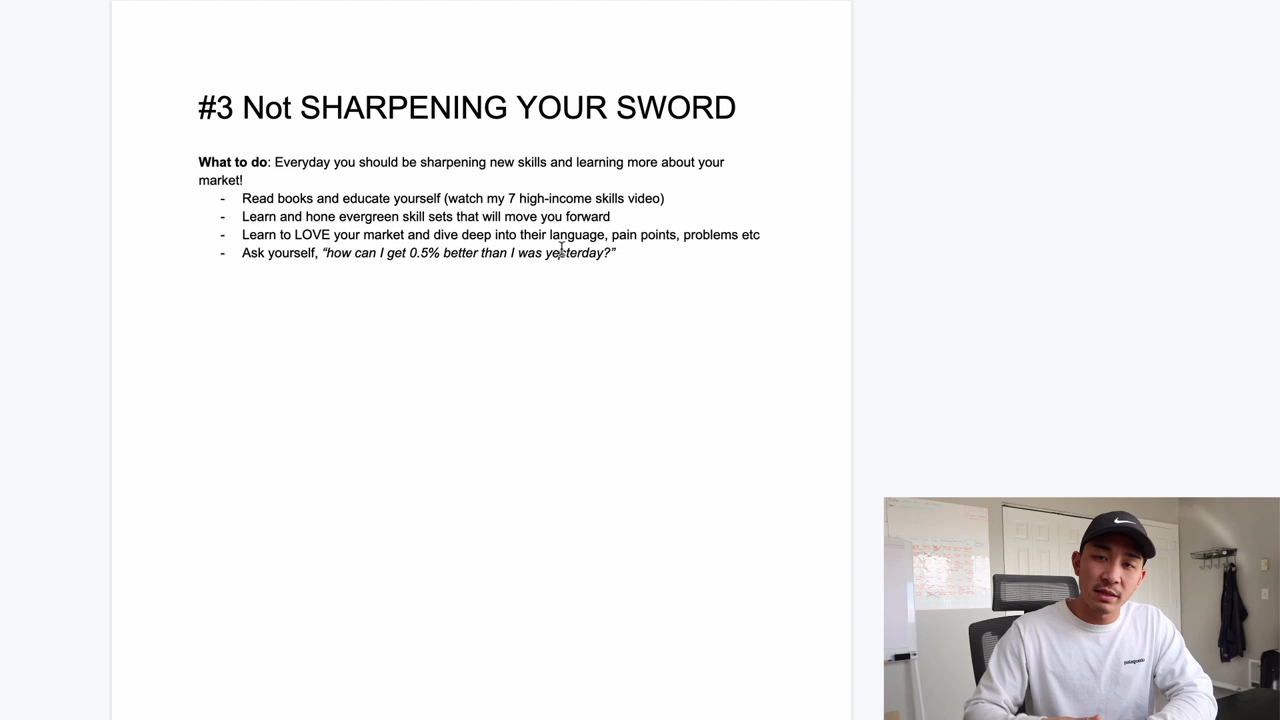 #3 Not SHARPENING YOUR SWORD
What to do: Everyday you should be sharpening new skills and learning more about your
market!
- Read books and educate yourself (watch my 7 high-income skills video)
- Learn and hone evergreen skill sets that will move you forward
- Learn to LOVE your market and dive deep into their language, pain points, problems etc
- Ask yourself, “how can I get 0.5% better than I was yesterday?”
patagonia